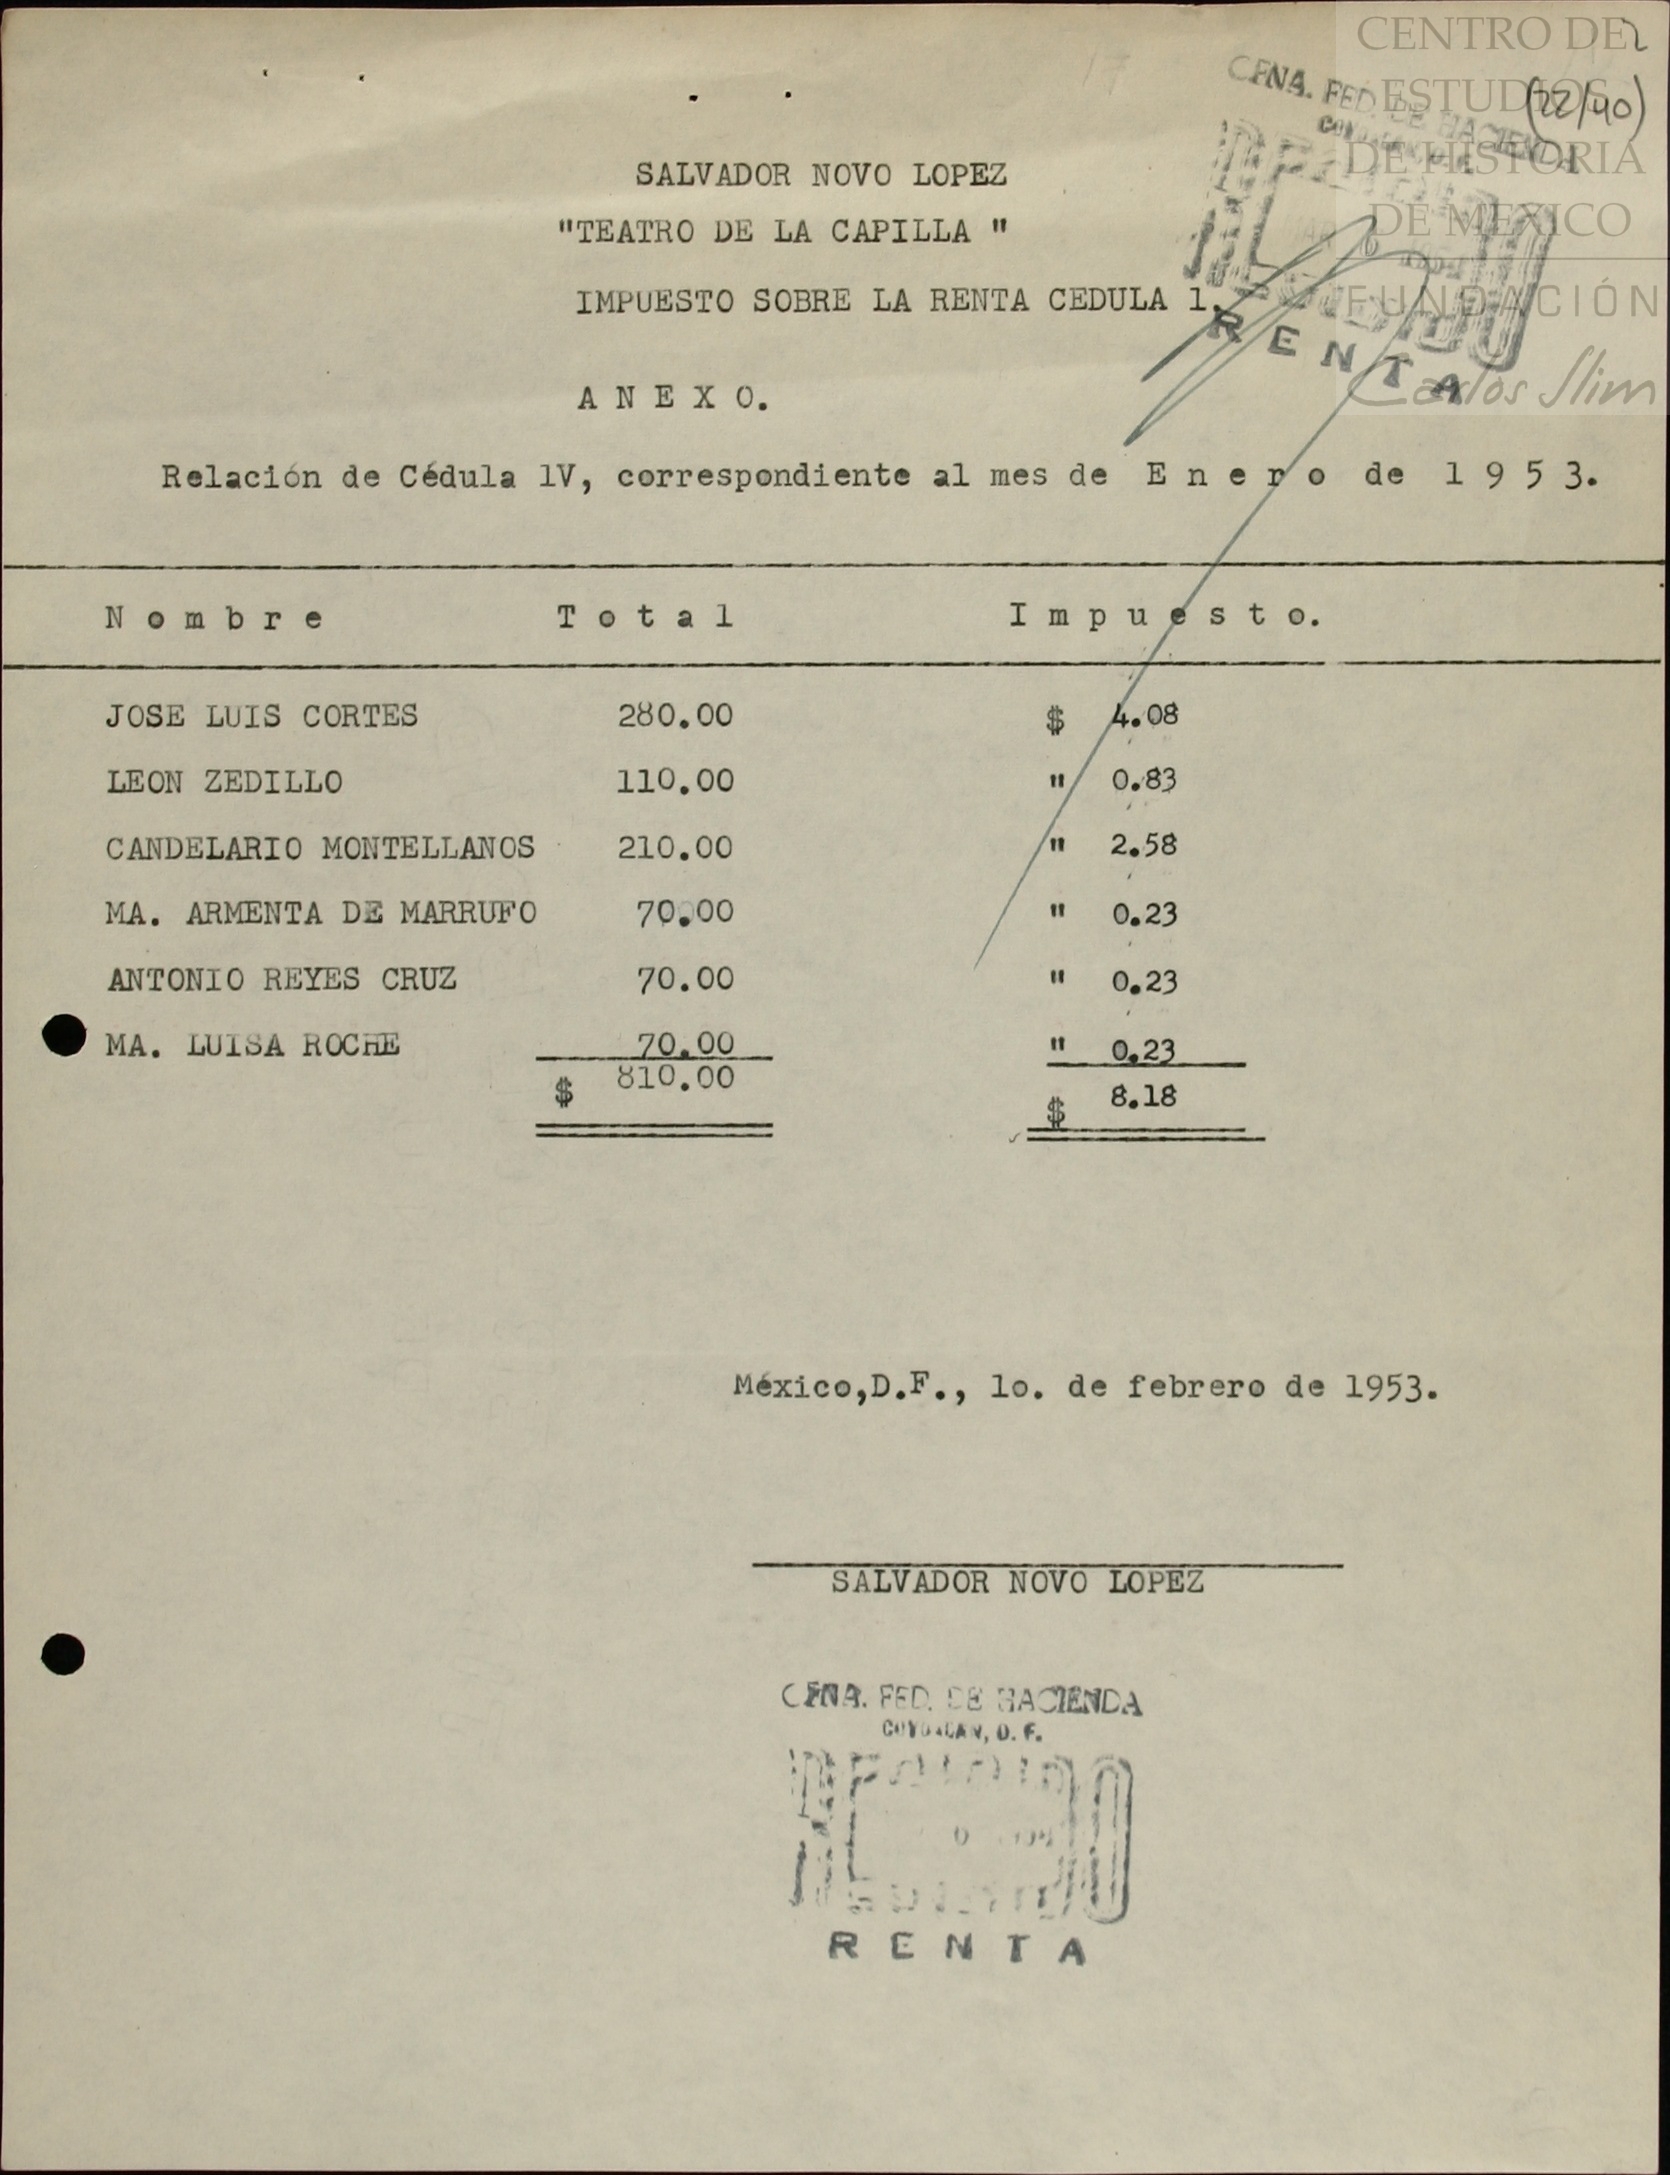 CENTRO DE
ESTUDIOS
DE HISTORIA
DE MEXICO
FUNDACIÓN
Carlos Slim
2
(22/40)
17
CFNA. FED. DE HACIENDA
RENTA
SALVADOR NOVO LOPEZ
"TEATRO DE LA CAPILLA "
IMPUESTO SOBRE LA RENTA CEDULA 1.
A N E X O.
Relación de Cédula 1V, correspondiente al mes de E n e r o de 1 9 5 3.
N o m b r e T o t a l I m p u e s t o.
JOSE LUIS CORTES 280.00 $ 4.08
LEON ZEDILLO 110.00 " 0.83
CANDELARIO MONTELLANOS 210.00 " 2.58
MA. ARMENTA DE MARRUFO 70.00 " 0.23
ANTONIO REYES CRUZ 70.00 " 0.23
MA. LUISA ROCHE 70.00 " 0.23
$ 810.00 $ 8.18
México,D.F., 1o. de febrero de 1953.
SALVADOR NOVO LOPEZ
CFNA. FED. DE HACIENDA
COYOACAN, D. F.
RENTA